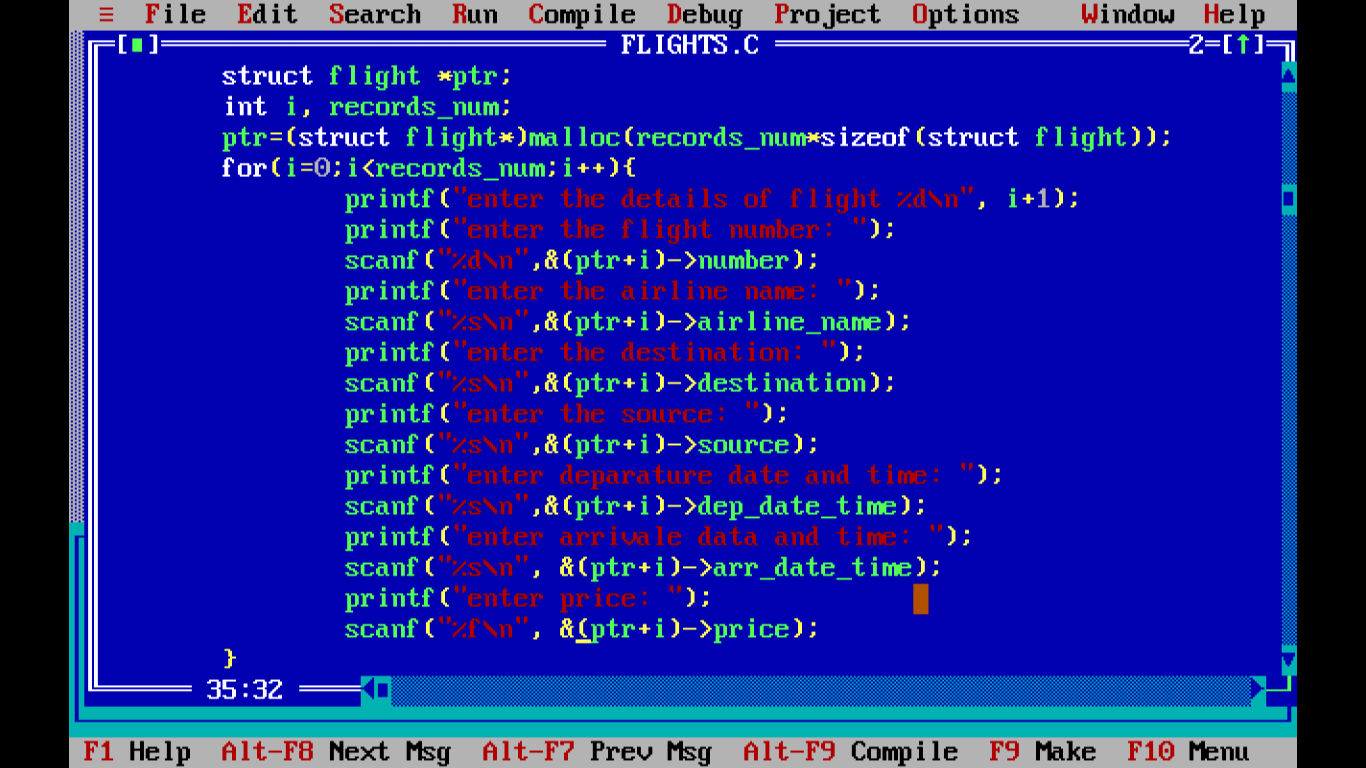 ≡ File Edit Search Run Compile Debug Project Options Window Help
[■] FLIGHTS.C 2=[↑]
struct flight *ptr;
int i, records_num;
ptr=(struct flight*)malloc(records_num*sizeof(struct flight));
for(i=0;i<records_num;i++){
printf("enter the details of flight %d\n", i+1);
printf("enter the flight number: ");
scanf("%d\n",&(ptr+i)->number);
printf("enter the airline name: ");
scanf("%s\n",&(ptr+i)->airline_name);
printf("enter the destination: ");
scanf("%s\n",&(ptr+i)->destination);
printf("enter the source: ");
scanf("%s\n",&(ptr+i)->source);
printf("enter deparature date and time: ");
scanf("%s\n",&(ptr+i)->dep_date_time);
printf("enter arrivale data and time: ");
scanf("%s\n", &(ptr+i)->arr_date_time);
printf("enter price: ");
scanf("%f\n", &(ptr+i)->price);
}
35:32
F1 Help Alt-F8 Next Msg Alt-F7 Prev Msg Alt-F9 Compile F9 Make F10 Menu